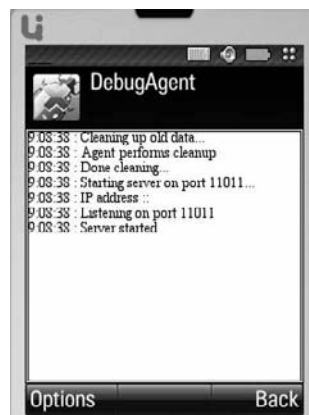 DebugAgent
9:08:38 : Cleaning up old data...
9:08:38 : Agent performs cleanup
9:08:38 : Done cleaning...
9:08:38 : Starting server on port 11011...
9:08:38 : IP address ::
9:08:38 : Listening on port 11011
9:08:38 : Server started
Options Back